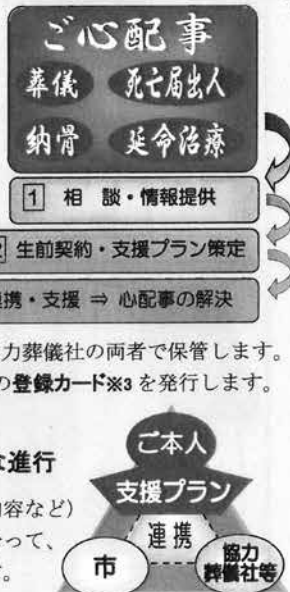 ご心配事
葬儀 死亡届出人
納骨 延命治療
1 相 談・情報提供
生前契約・支援プラン策定
携・支援 ⇒ 心配事の解決
力葬儀社の両者で保管します。
の登録カード※3 を発行します。
進行
内容など)
って、
。
ご本人
支援プラン
連携
市
協力
葬儀社等